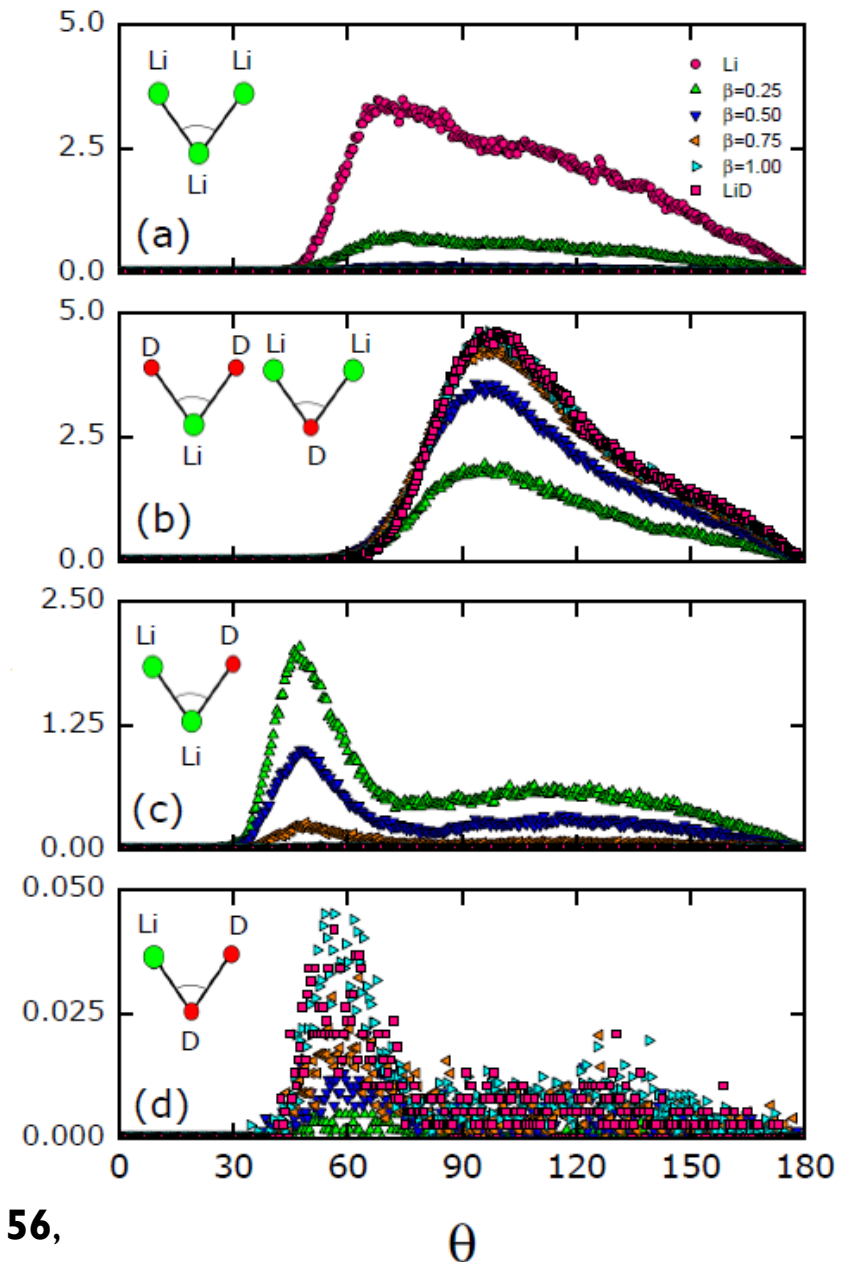 5.0
Li Li
Li
2.5
(a)
0.0
Li
β=0.25
β=0.50
β=0.75
β=1.00
LiD
5.0
D D Li Li
Li D
2.5
(b)
0.0
2.50
Li D
Li
1.25
(c)
0.00
0.050
Li D
D
0.025
(d)
0.000
0 30 60 90 120 150 180
56,
θ